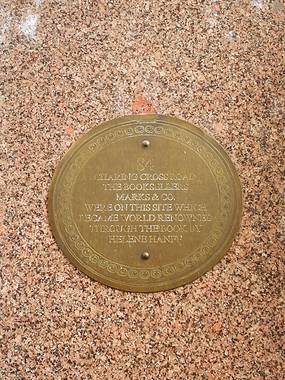 84
CHARING CROSS ROAD
THE BOOKSELLERS
MARKS & CO.
WERE ON THIS SITE WHICH
BECAME WORLD RENOWNED
THROUGH THE BOOK BY
HELENE HANFF